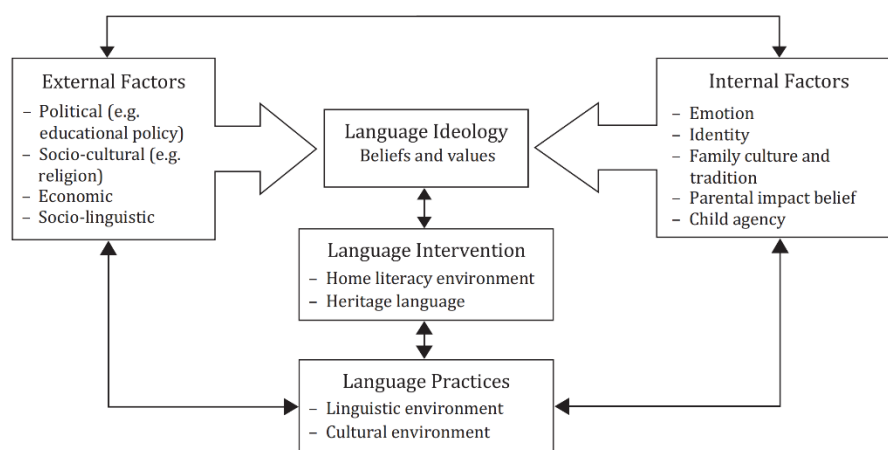 External Factors
– Political (e.g.
educational policy)
– Socio-cultural (e.g.
religion)
– Economic
– Socio-linguistic
Language Ideology
Beliefs and values
Internal Factors
– Emotion
– Identity
– Family culture and
tradition
– Parental impact belief
– Child agency
Language Intervention
– Home literacy environment
– Heritage language
Language Practices
– Linguistic environment
– Cultural environment